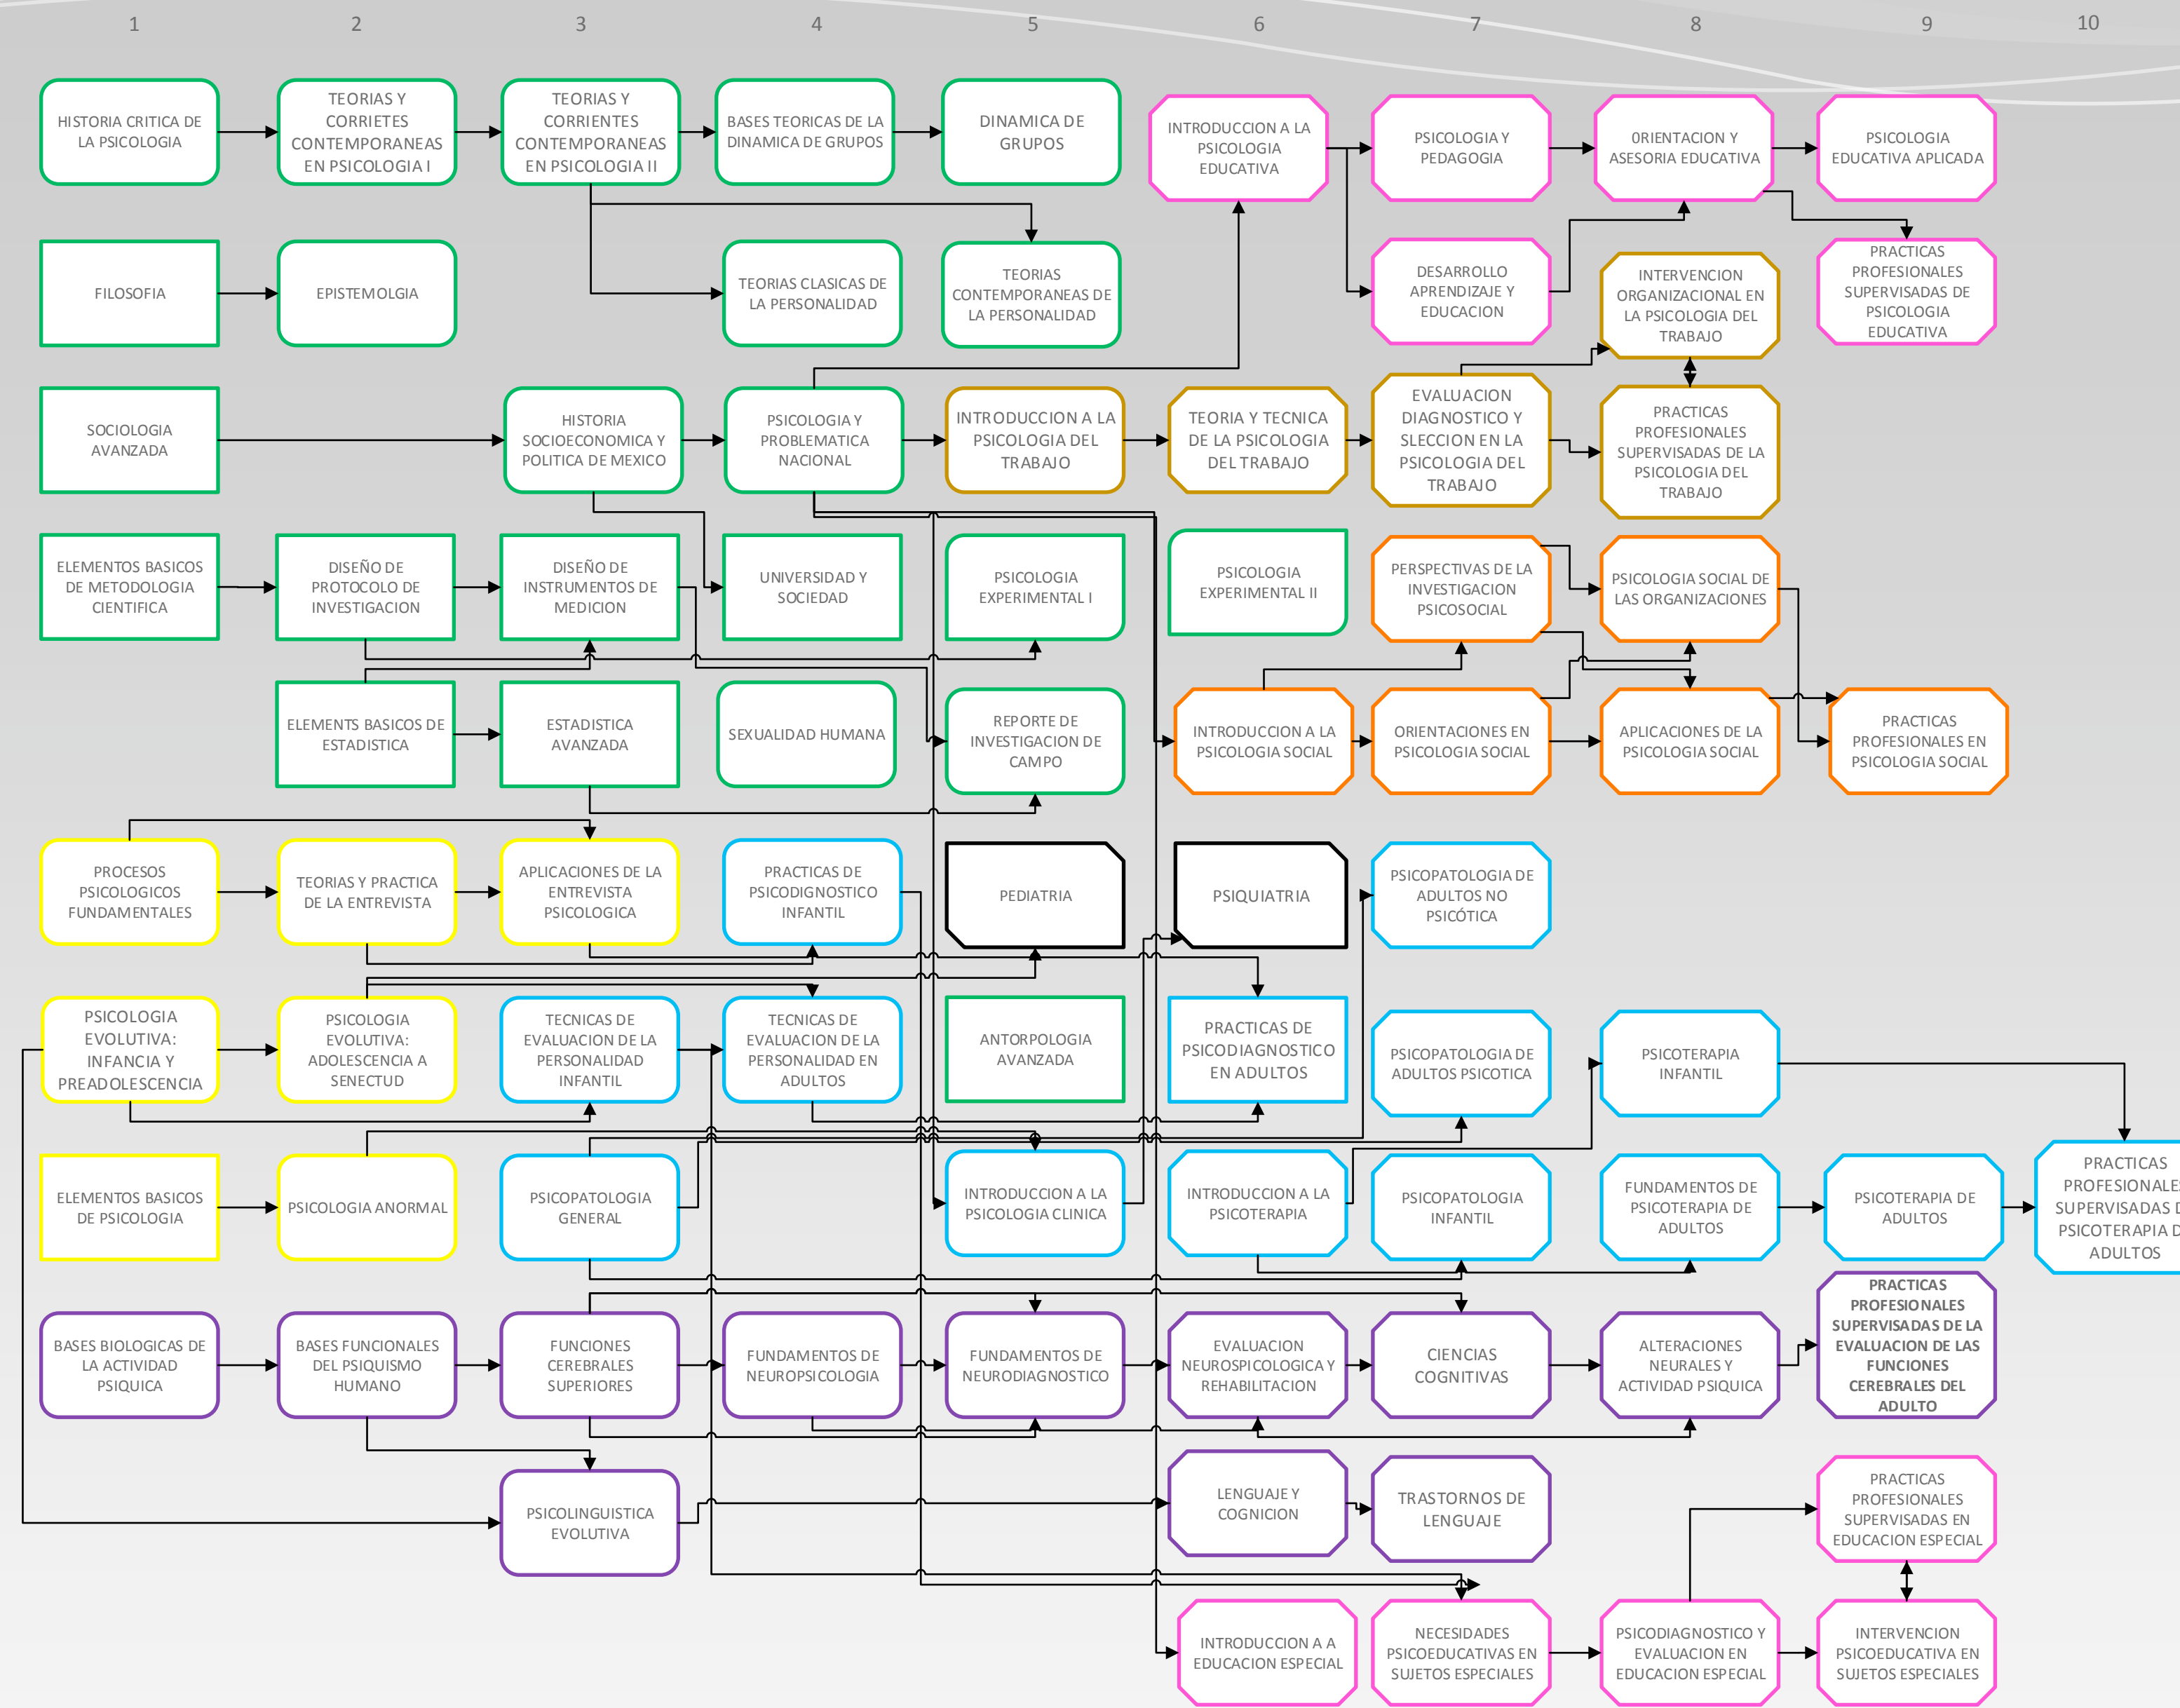 1 2 3 4 5 6 7 8 9 10
HISTORIA CRITICA DE
LA PSICOLOGIA
TEORIAS Y
CORRIETES
CONTEMPORANEAS
EN PSICOLOGIA I
TEORIAS Y
CORRIENTES
CONTEMPORANEAS
EN PSICOLOGIA II
BASES TEORICAS DE LA
DINAMICA DE GRUPOS
DINAMICA DE
GRUPOS
INTRODUCCION A LA
PSICOLOGIA
EDUCATIVA
PSICOLOGIA Y
PEDAGOGIA
0RIENTACION Y
ASESORIA EDUCATIVA
PSICOLOGIA
EDUCATIVA APLICADA
FILOSOFIA
EPISTEMOLGIA
TEORIAS CLASICAS DE
LA PERSONALIDAD
TEORIAS
CONTEMPORANEAS DE
LA PERSONALIDAD
DESARROLLO
APRENDIZAJE Y
EDUCACION
INTERVENCION
ORGANIZACIONAL EN
LA PSICOLOGIA DEL
TRABAJO
PRACTICAS
PROFESIONALES
SUPERVISADAS DE
PSICOLOGIA
EDUCATIVA
SOCIOLOGIA
AVANZADA
HISTORIA
SOCIOECONOMICA Y
POLITICA DE MEXICO
PSICOLOGIA Y
PROBLEMATICA
NACIONAL
INTRODUCCION A LA
PSICOLOGIA DEL
TRABAJO
TEORIA Y TECNICA
DE LA PSICOLOGIA
DEL TRABAJO
EVALUACION
DIAGNOSTICO Y
SLECCION EN LA
PSICOLOGIA DEL
TRABAJO
PRACTICAS
PROFESIONALES
SUPERVISADAS DE LA
PSICOLOGIA DEL
TRABAJO
ELEMENTOS BASICOS
DE METODOLOGIA
CIENTIFICA
DISEÑO DE
PROTOCOLO DE
INVESTIGACION
DISEÑO DE
INSTRUMENTOS DE
MEDICION
UNIVERSIDAD Y
SOCIEDAD
PSICOLOGIA
EXPERIMENTAL I
PSICOLOGIA
EXPERIMENTAL II
PERSPECTIVAS DE LA
INVESTIGACION
PSICOSOCIAL
PSICOLOGIA SOCIAL DE
LAS ORGANIZACIONES
ELEMENTS BASICOS DE
ESTADISTICA
ESTADISTICA
AVANZADA
SEXUALIDAD HUMANA
REPORTE DE
INVESTIGACION DE
CAMPO
INTRODUCCION A LA
PSICOLOGIA SOCIAL
ORIENTACIONES EN
PSICOLOGIA SOCIAL
APLICACIONES DE LA
PSICOLOGIA SOCIAL
PRACTICAS
PROFESIONALES EN
PSICOLOGIA SOCIAL
PROCESOS
PSICOLOGICOS
FUNDAMENTALES
TEORIAS Y PRACTICA
DE LA ENTREVISTA
APLICACIONES DE LA
ENTREVISTA
PSICOLOGICA
PRACTICAS DE
PSICODIGNOSTICO
INFANTIL
PEDIATRIA
PSIQUIATRIA
PSICOPATOLOGIA DE
ADULTOS NO
PSICÓTICA
PSICOLOGIA
EVOLUTIVA:
INFANCIA Y
PREADOLESCENCIA
PSICOLOGIA
EVOLUTIVA:
ADOLESCENCIA A
SENECTUD
TECNICAS DE
EVALUACION DE LA
PERSONALIDAD
INFANTIL
TECNICAS DE
EVALUACION DE LA
PERSONALIDAD EN
ADULTOS
ANTORPOLOGIA
AVANZADA
PRACTICAS DE
PSICODIAGNOSTICO
EN ADULTOS
PSICOPATOLOGIA DE
ADULTOS PSICOTICA
PSICOTERAPIA
INFANTIL
ELEMENTOS BASICOS
DE PSICOLOGIA
PSICOLOGIA ANORMAL
PSICOPATOLOGIA
GENERAL
INTRODUCCION A LA
PSICOLOGIA CLINICA
INTRODUCCION A LA
PSICOTERAPIA
PSICOPATOLOGIA
INFANTIL
FUNDAMENTOS DE
PSICOTERAPIA DE
ADULTOS
PSICOTERAPIA DE
ADULTOS
PRACTICAS
PROFESIONALES
SUPERVISADAS
PSICOTERAPIA
ADULTOS
BASES BIOLOGICAS DE
LA ACTIVIDAD
PSIQUICA
BASES FUNCIONALES
DEL PSIQUISMO
HUMANO
FUNCIONES
CEREBRALES
SUPERIORES
FUNDAMENTOS DE
NEUROPSICOLOGIA
FUNDAMENTOS DE
NEURODIAGNOSTICO
EVALUACION
NEUROSPICOLOGICA Y
REHABILITACION
CIENCIAS
COGNITIVAS
ALTERACIONES
NEURALES Y
ACTIVIDAD PSIQUICA
PRACTICAS
PROFESIONALES
SUPERVISADAS DE LA
EVALUACION DE LAS
FUNCIONES
CEREBRALES DEL
ADULTO
PSICOLINGUISTICA
EVOLUTIVA
LENGUAJE Y
COGNICION
TRASTORNOS DE
LENGUAJE
PRACTICAS
PROFESIONALES
SUPERVISADAS EN
EDUCACION ESPECIAL
INTRODUCCION A A
EDUCACION ESPECIAL
NECESIDADES
PSICOEDUCATIVAS EN
SUJETOS ESPECIALES
PSICODIAGNOSTICO Y
EVALUACION EN
EDUCACION ESPECIAL
INTERVENCION
PSICOEDUCATIVA EN
SUJETOS ESPECIALES